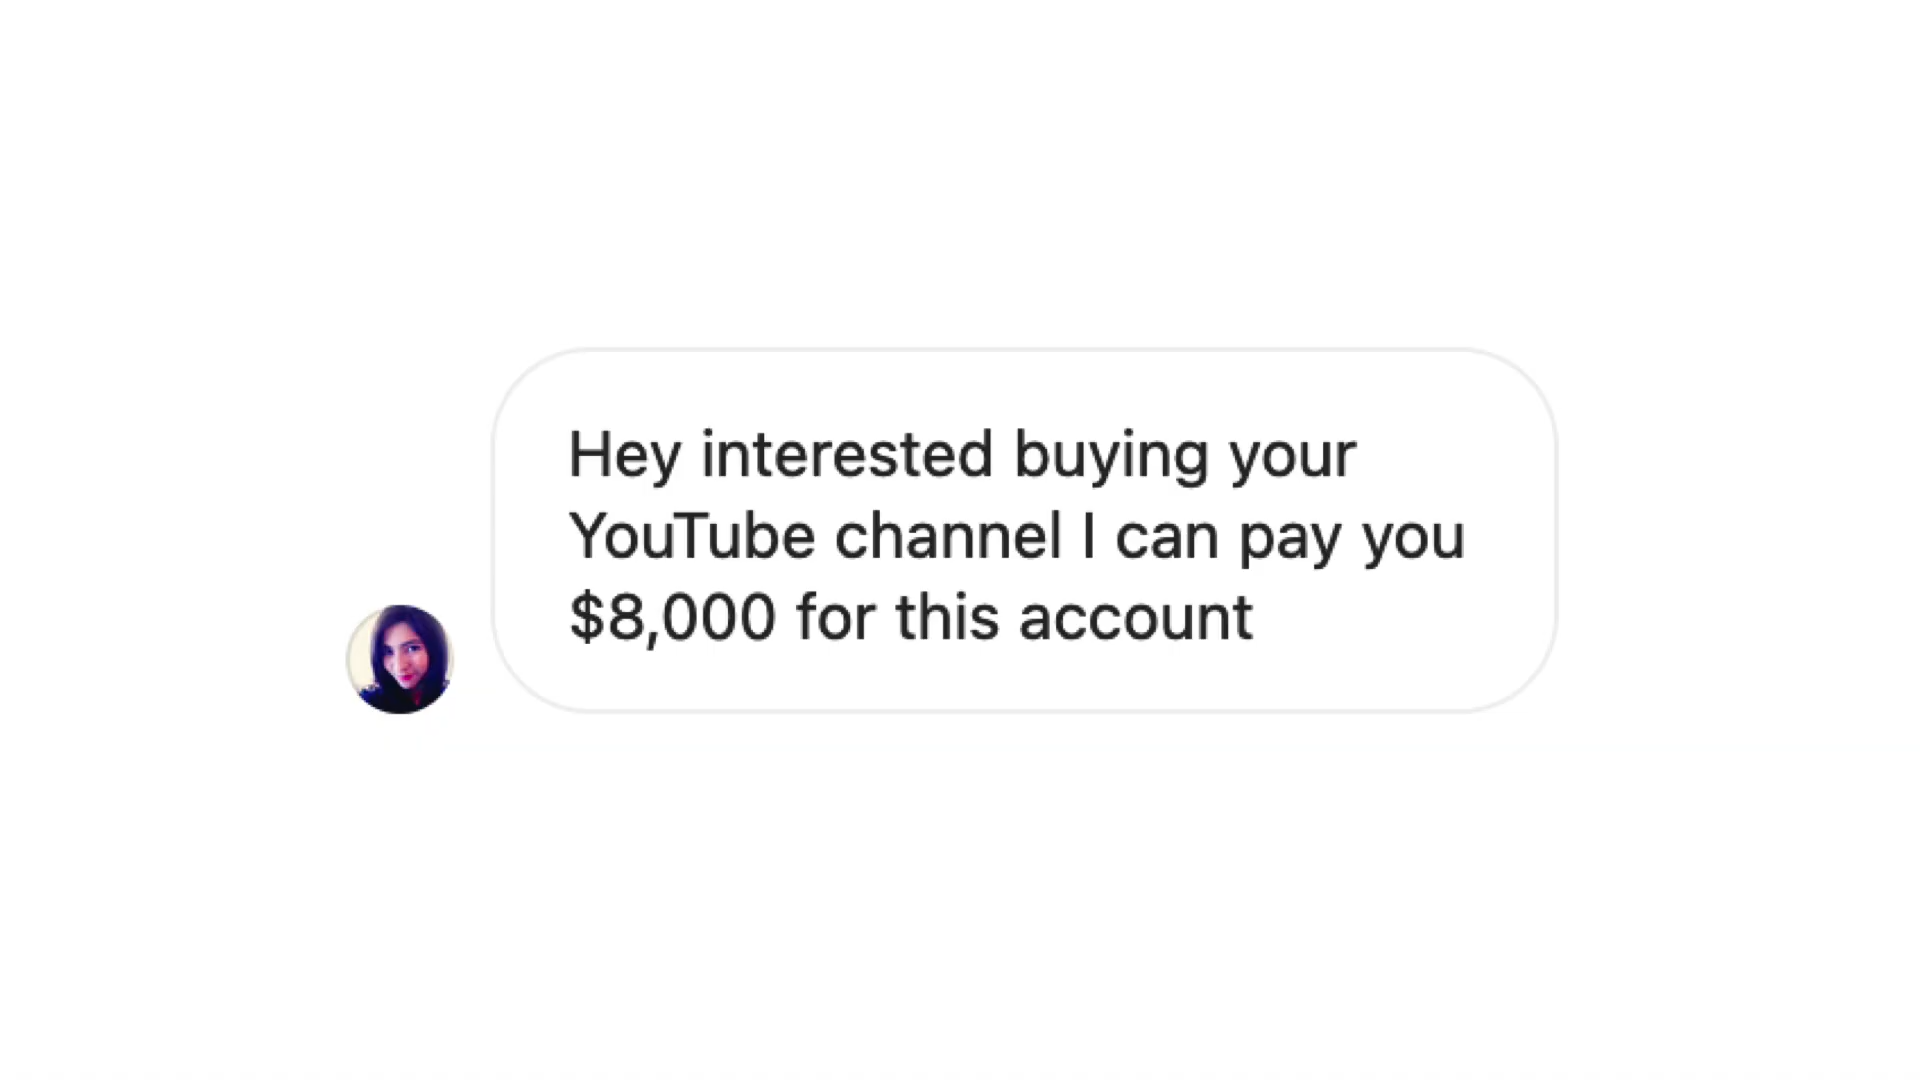 Hey interested buying your
YouTube channel I can pay you
$8,000 for this account